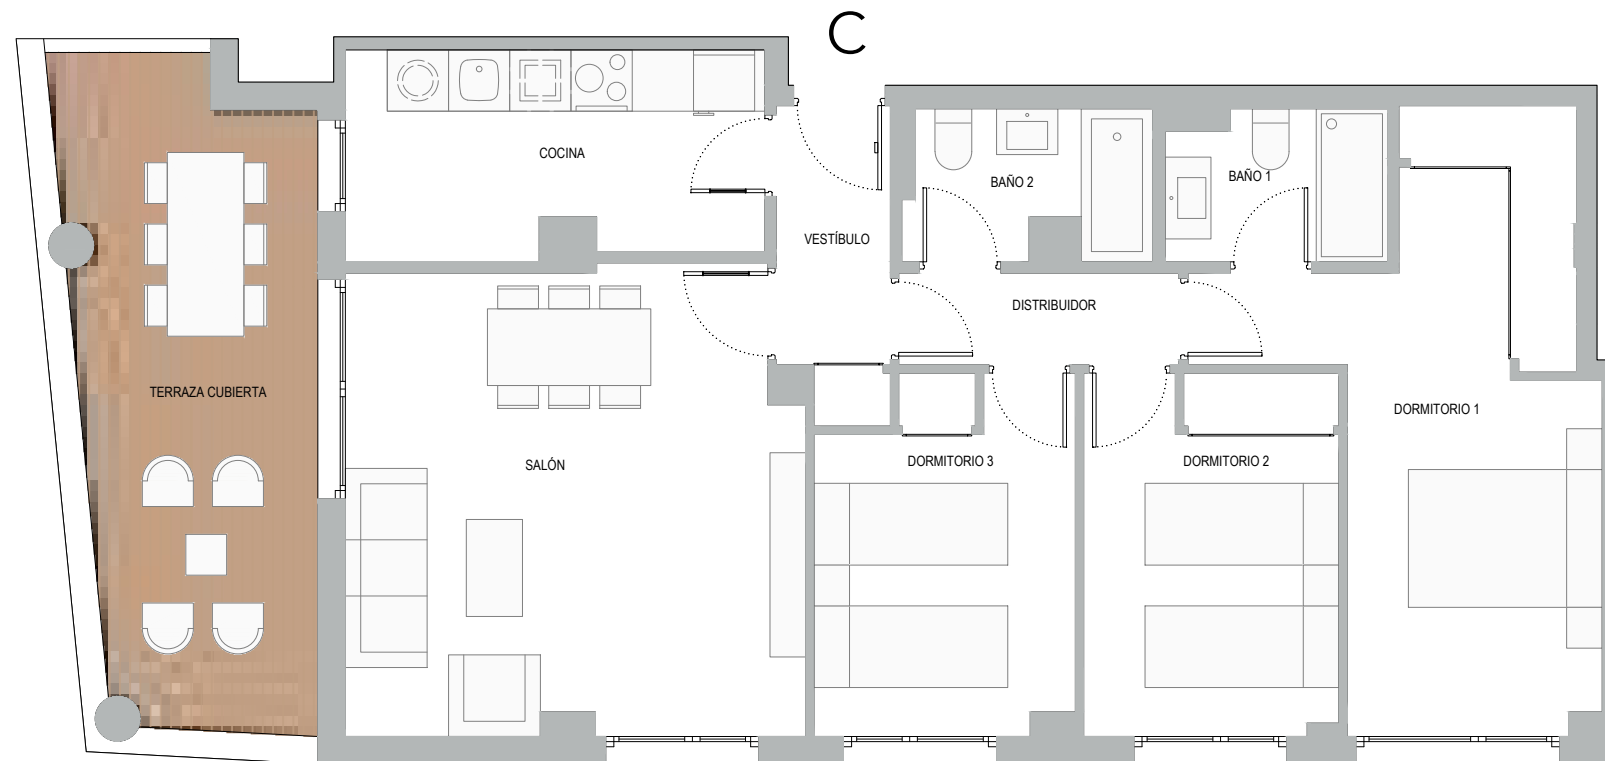 C
COCINA
BAÑO 2
BAÑO 1
VESTÍBULO
DISTRIBUIDOR
TERRAZA CUBIERTA
DORMITORIO 1
SALÓN
DORMITORIO 3
DORMITORIO 2